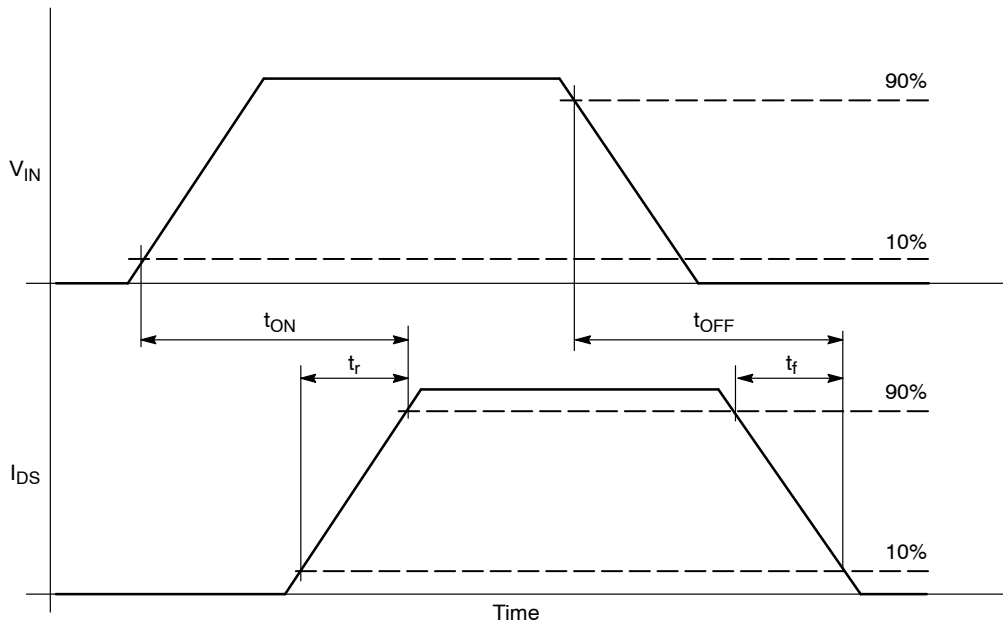 90%
V_IN
10%
t_ON
t_OFF
t_r
t_f
90%
I_DS
10%
Time